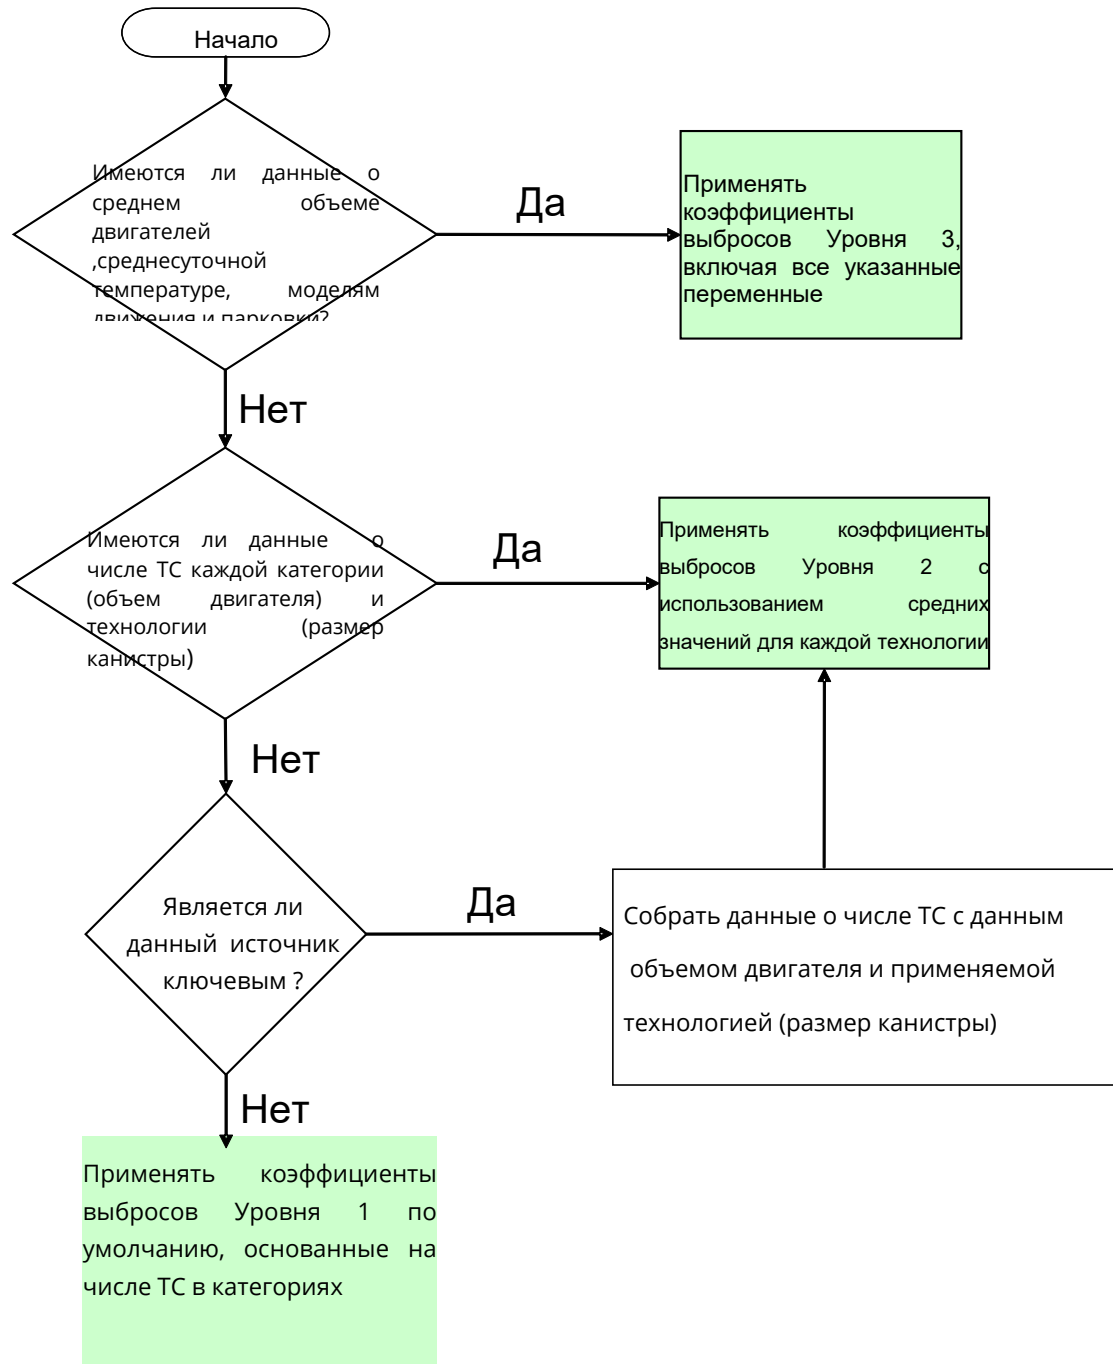 Начало
Имеются ли данные о
среднем объеме
двигателей
,среднесуточной
температуре, моделям
движения и парковки?
Да
Применять
коэффициенты
выбросов Уровня 3,
включая все указанные
переменные
Нет
Имеются ли данные о
числе ТС каждой категории
(объем двигателя) и
технологии (размер
канистры)
Да
Применять коэффициенты
выбросов Уровня 2 с
использованием средних
значений для каждой технологии
Нет
Является ли
данный источник
ключевым ?
Да
Собрать данные о числе ТС с данным
объемом двигателя и применяемой
технологией (размер канистры)
Нет
Применять коэффициенты
выбросов Уровня 1 по
умолчанию, основанные на
числе ТС в категориях